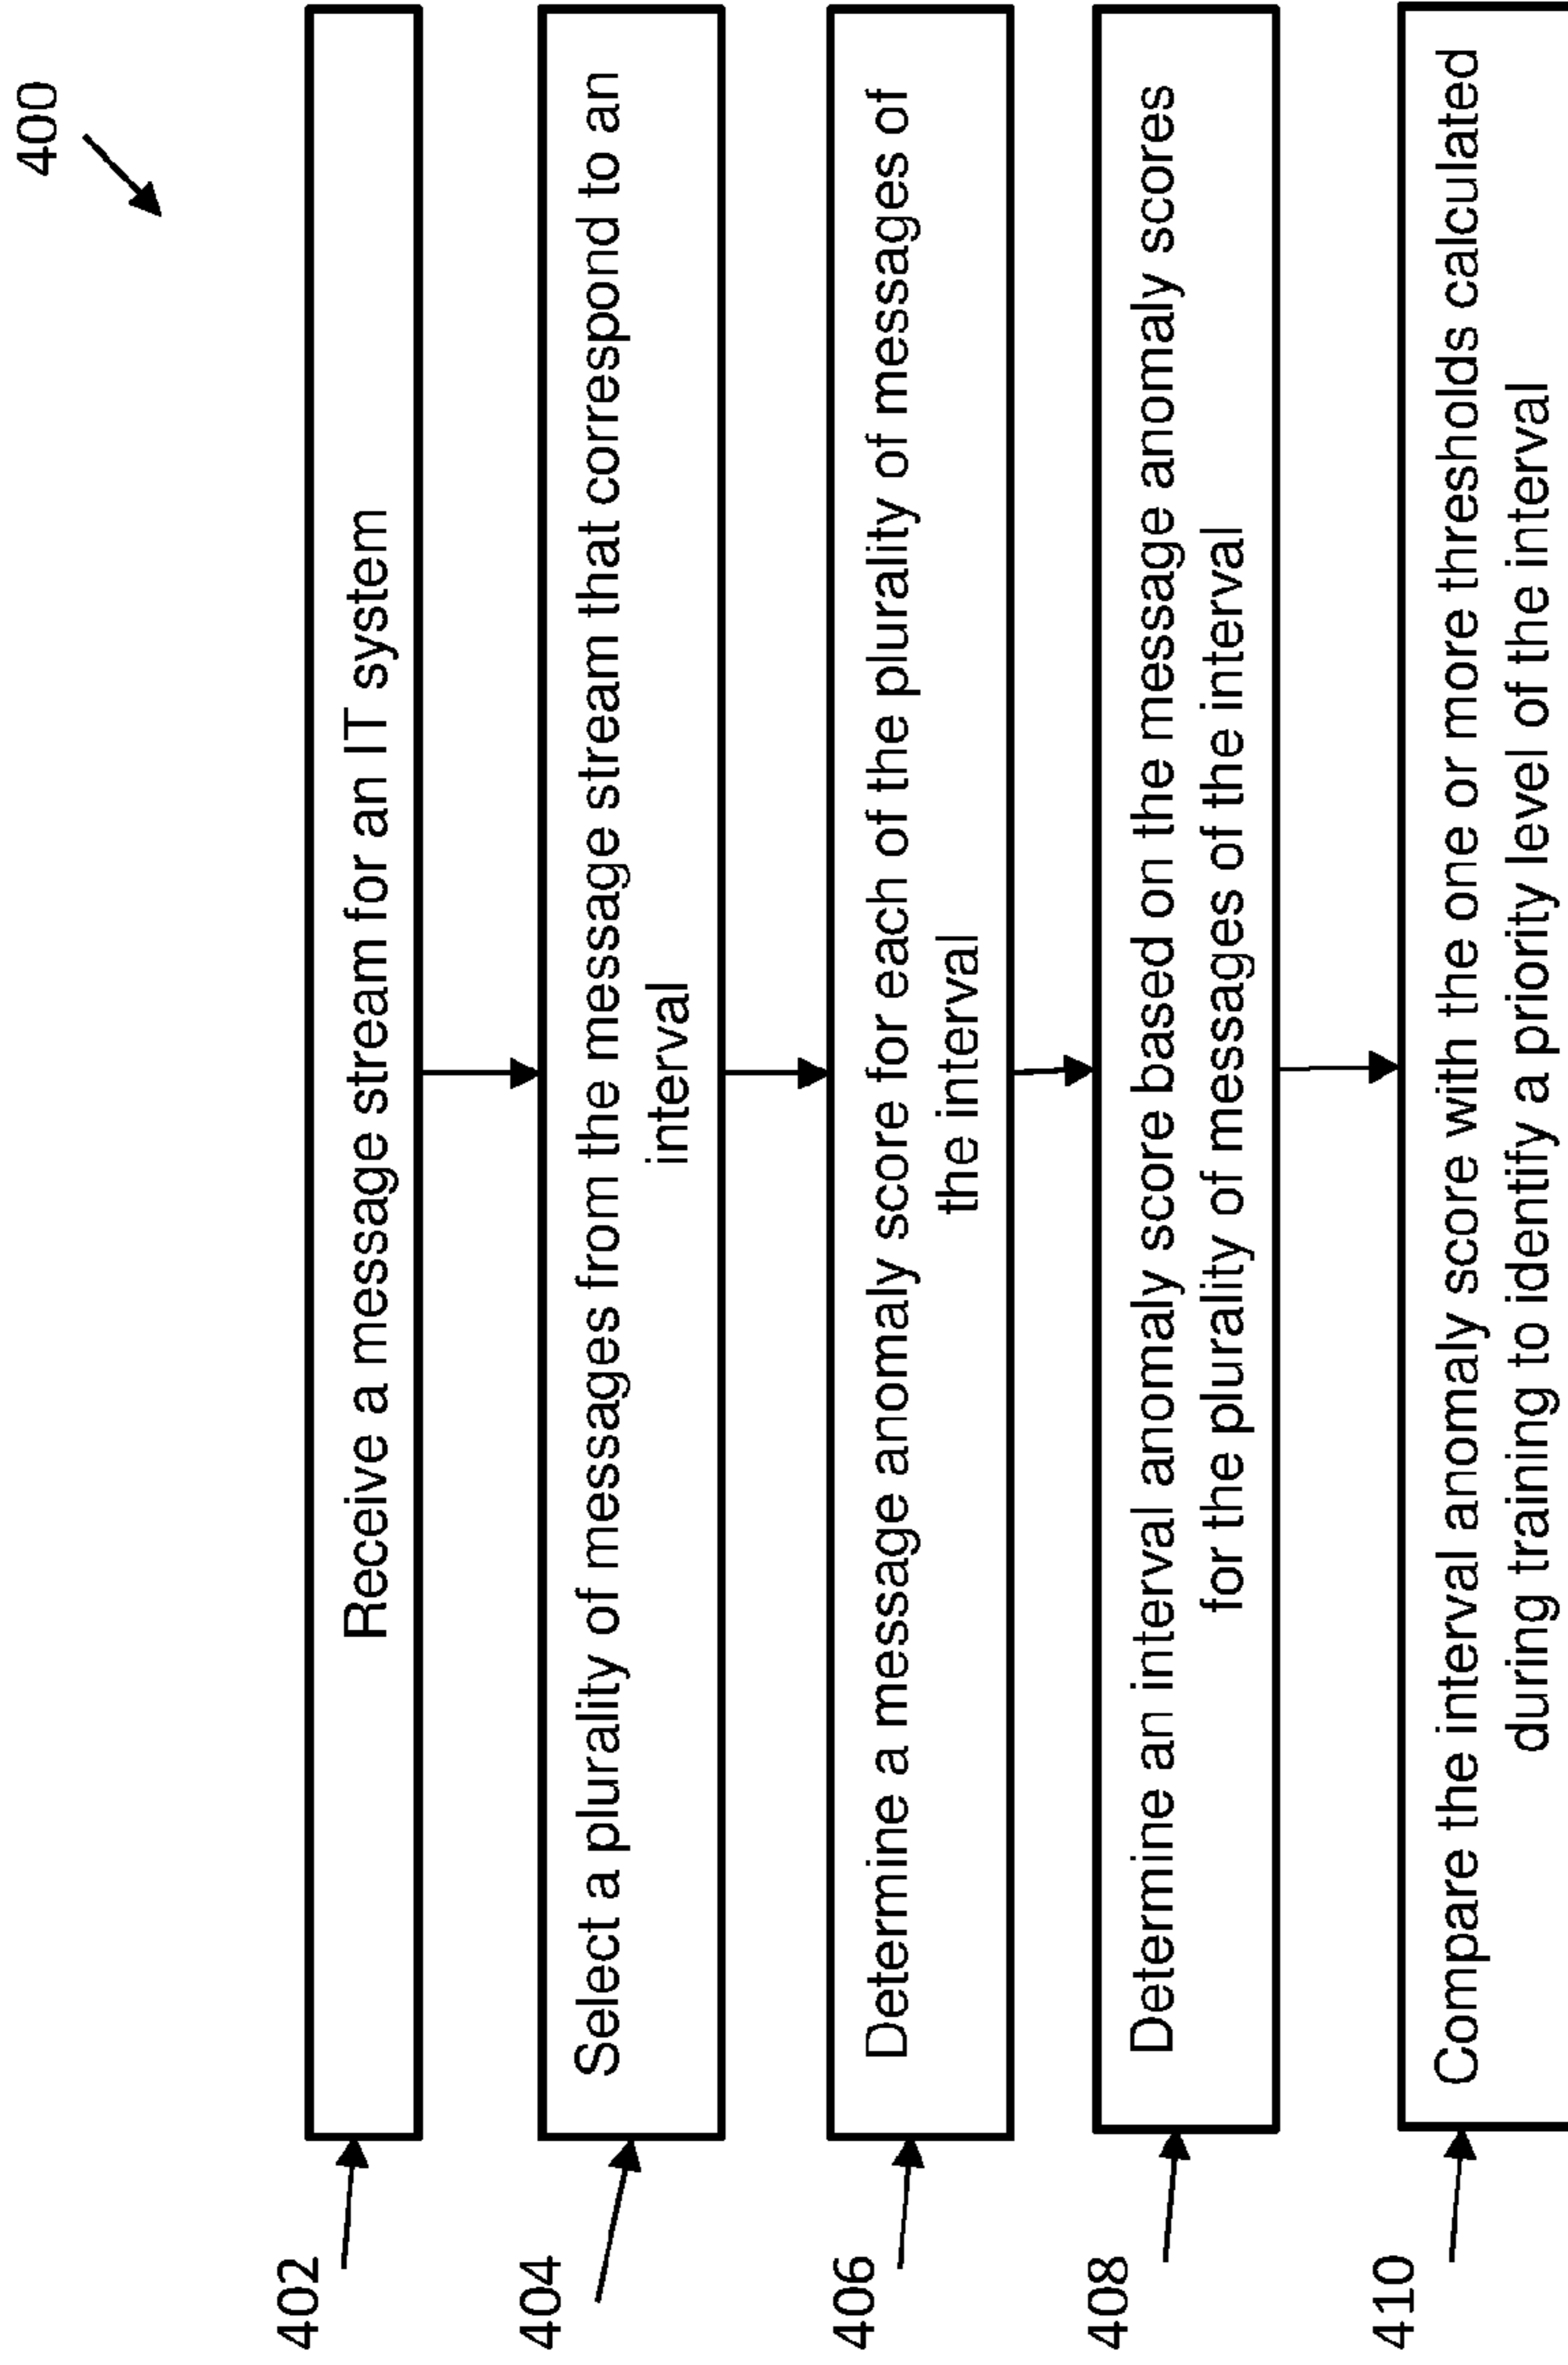 400
402
Receive a message stream for an IT system
404
Select a plurality of messages from the message stream that correspond to an
interval
406
Determine a message anomaly score for each of the plurality of messages of
the interval
408
Determine an interval anomaly score based on the message anomaly scores
for the plurality of messages of the interval
410
Compare the interval anomaly score with the one or more thresholds calculated
during training to identify a priority level of the interval